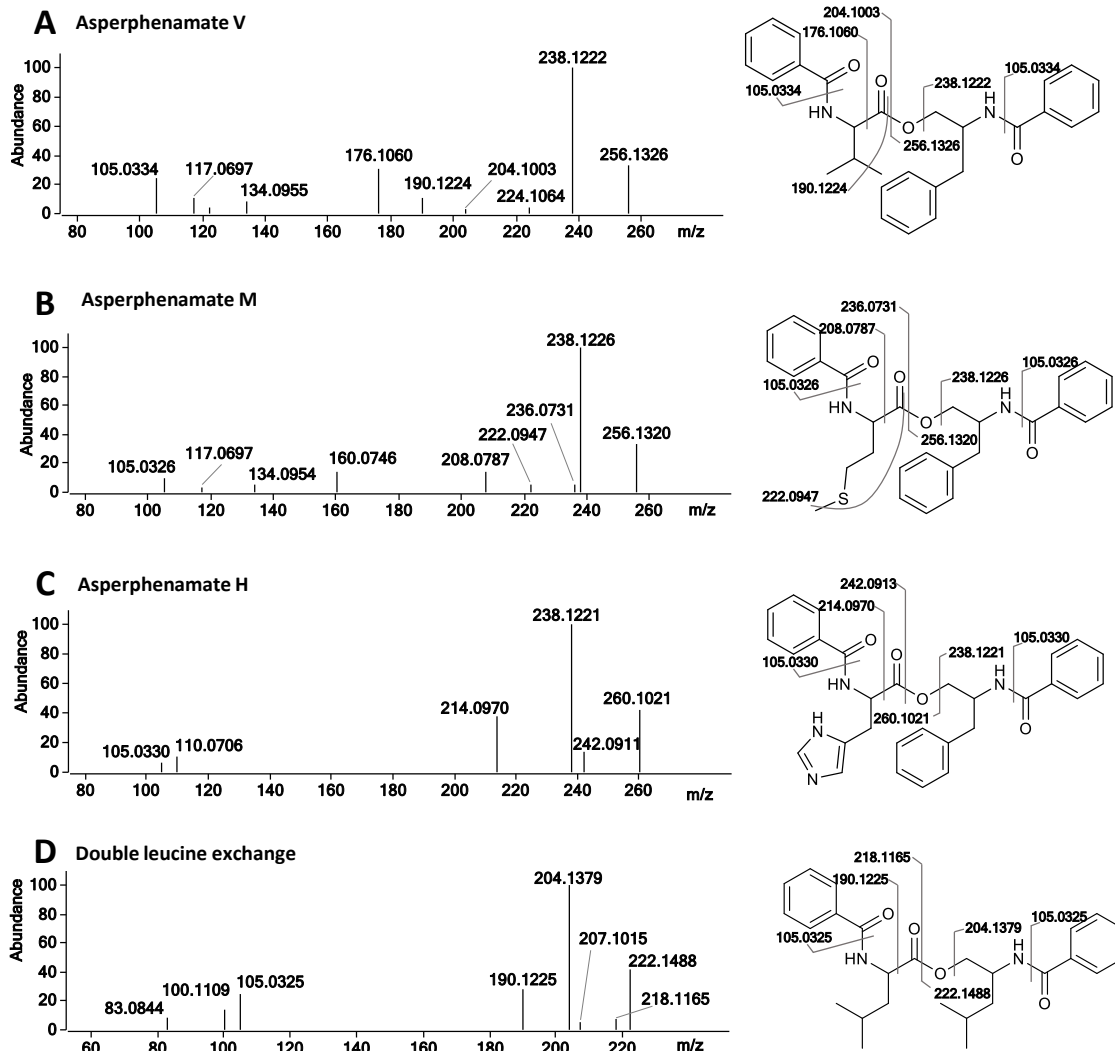 A Asperphenamate V
Abundance
100
80
60
40
20
0
105.0334
117.0697
134.0955
176.1060
190.1224
204.1003
224.1064
238.1222
256.1326
80 100 120 140 160 180 200 220 240 260 m/z
204.1003
176.1060
O
O
105.0334
HN
238.1222
105.0334
H
N
O
256.1326
O
190.1224
B Asperphenamate M
Abundance
100
80
60
40
20
0
105.0326
117.0697
134.0954
160.0746
208.0787
222.0947
236.0731
238.1226
256.1320
80 100 120 140 160 180 200 220 240 260 m/z
236.0731
208.0787
O
O
105.0326
HN
238.1226
105.0326
H
N
O
256.1320
O
S
222.0947
C Asperphenamate H
Abundance
100
80
60
40
20
0
105.0330
110.0706
214.0970
238.1221
242.0911
260.1021
80 100 120 140 160 180 200 220 240 260 m/z
242.0913
214.0970
O
O
105.0330
HN
238.1221
105.0330
H
N
O
260.1021
O
H
N
N
D Double leucine exchange
Abundance
100
80
60
40
20
0
83.0844
100.1109
105.0325
190.1225
204.1379
207.1015
218.1165
222.1488
60 80 100 120 140 160 180 200 220 m/z
218.1165
190.1225
O
O
105.0325
HN
204.1379
105.0325
H
N
O
222.1488
O